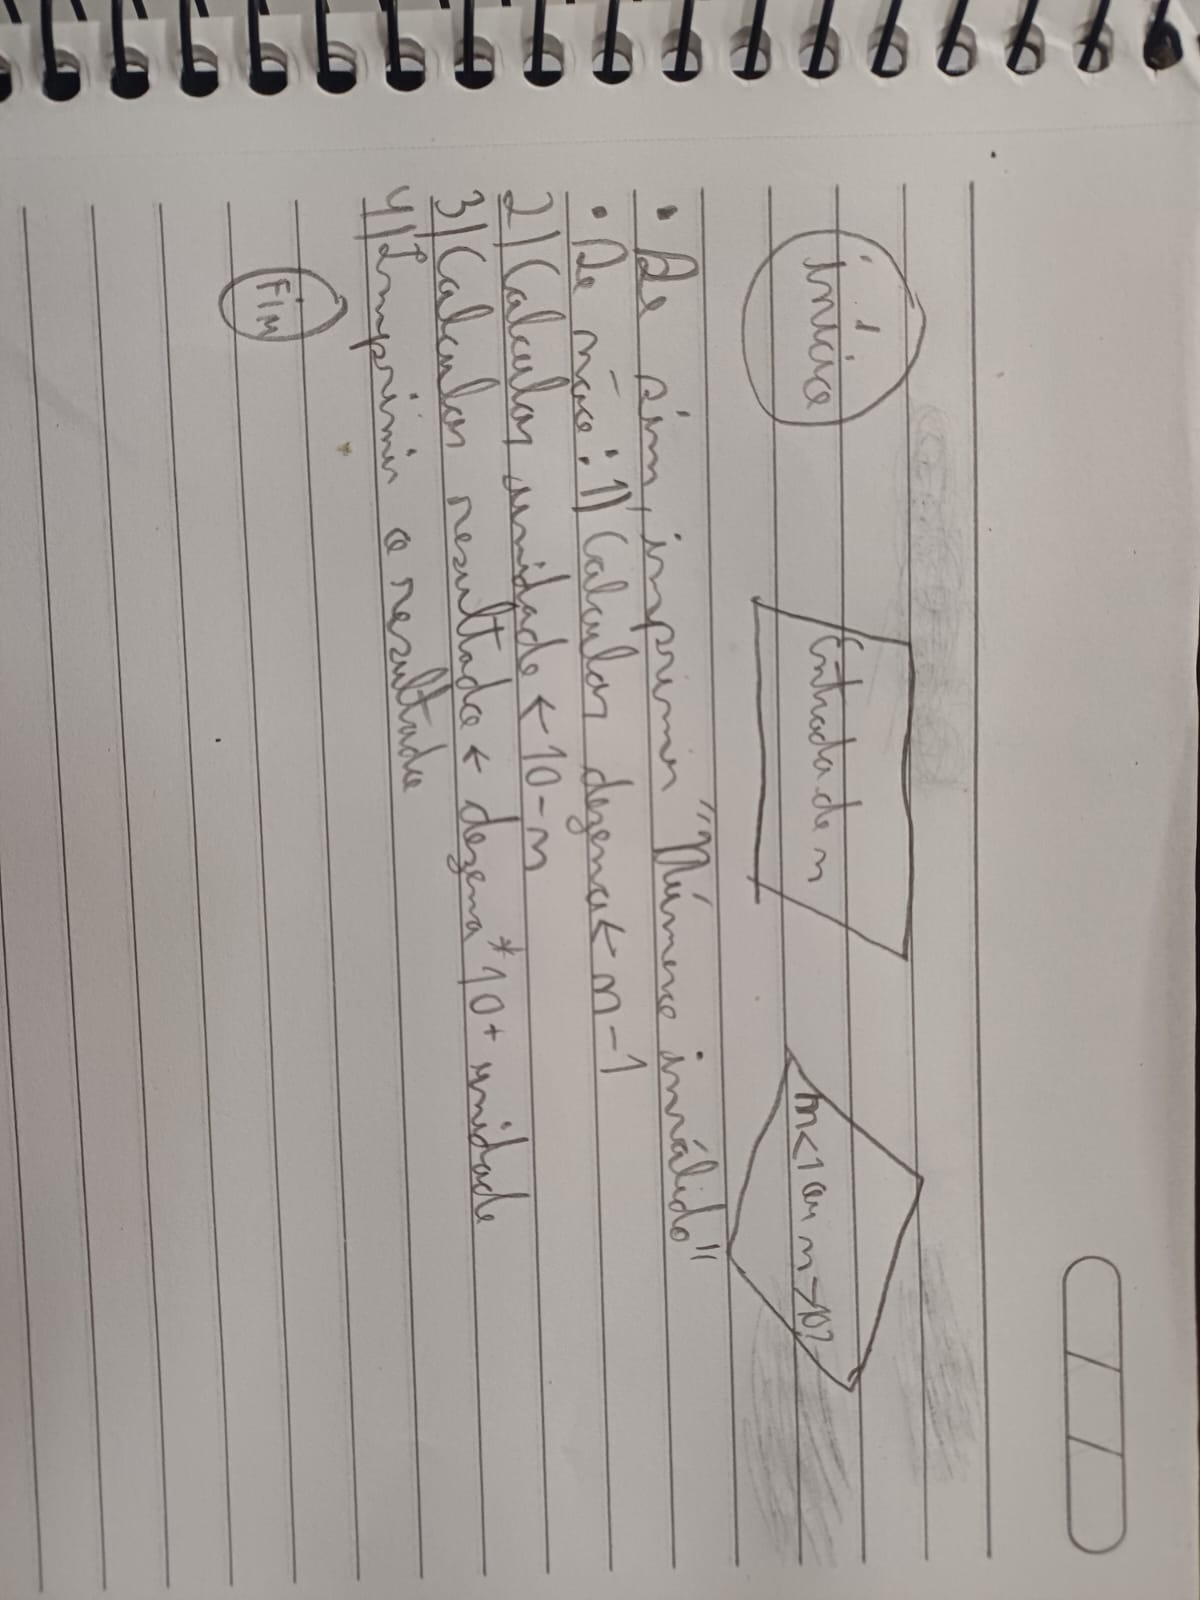 início
Entrada de n
n<1 ou n>10?
• Se sim, imprimir "Número inválido"
• Se não: 1) Calcular dezena ← n-1
2) Calcular unidade ← 10-n
3) Calcular resultado ← dezena*10+ unidade
4) Imprimir o resultado
Fim